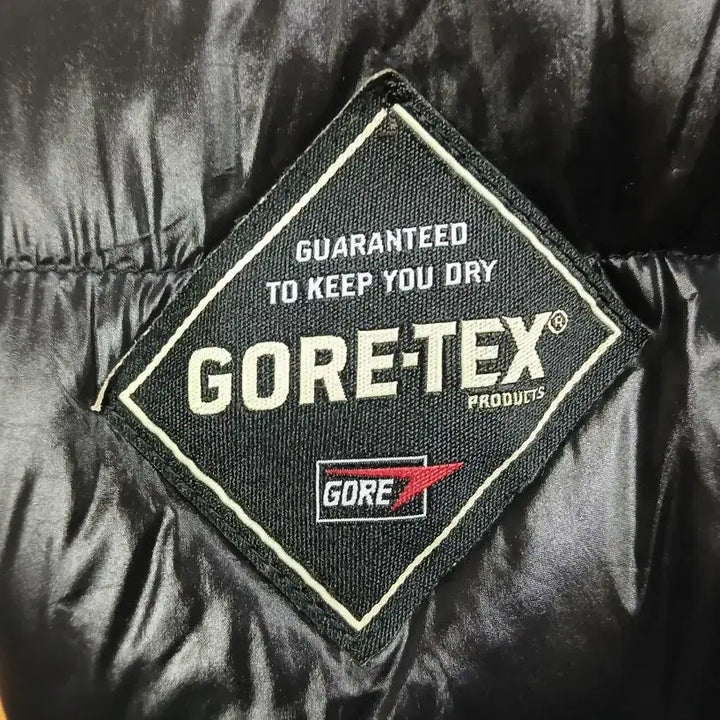 GUARANTEED
TO KEEP YOU DRY
GORE-TEX®
PRODUCTS
GORE